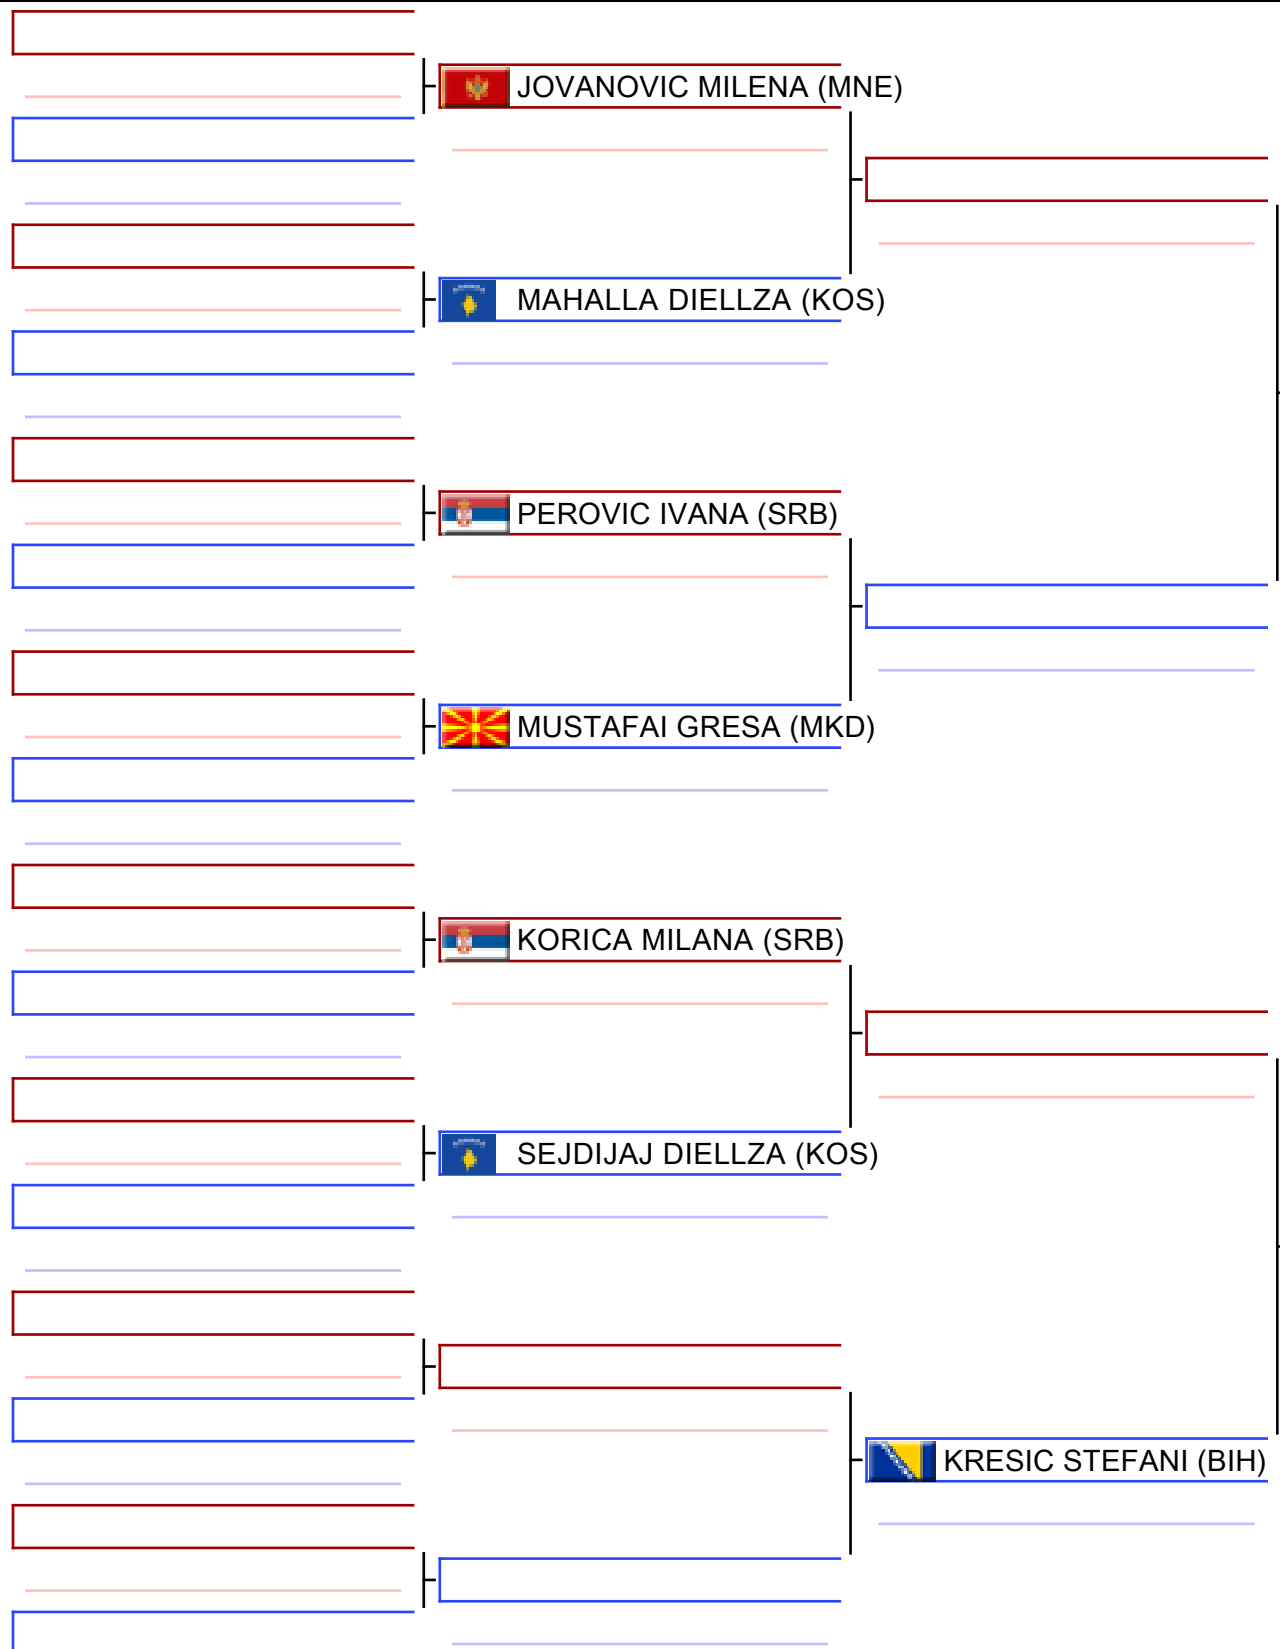 JOVANOVIC MILENA (MNE)
MAHALLA DIELLZA (KOS)
PEROVIC IVANA (SRB)
MUSTAFAI GRESA (MKD)
KORICA MILANA (SRB)
SEJDIJAJ DIELLZA (KOS)
KRESIC STEFANI (BIH)